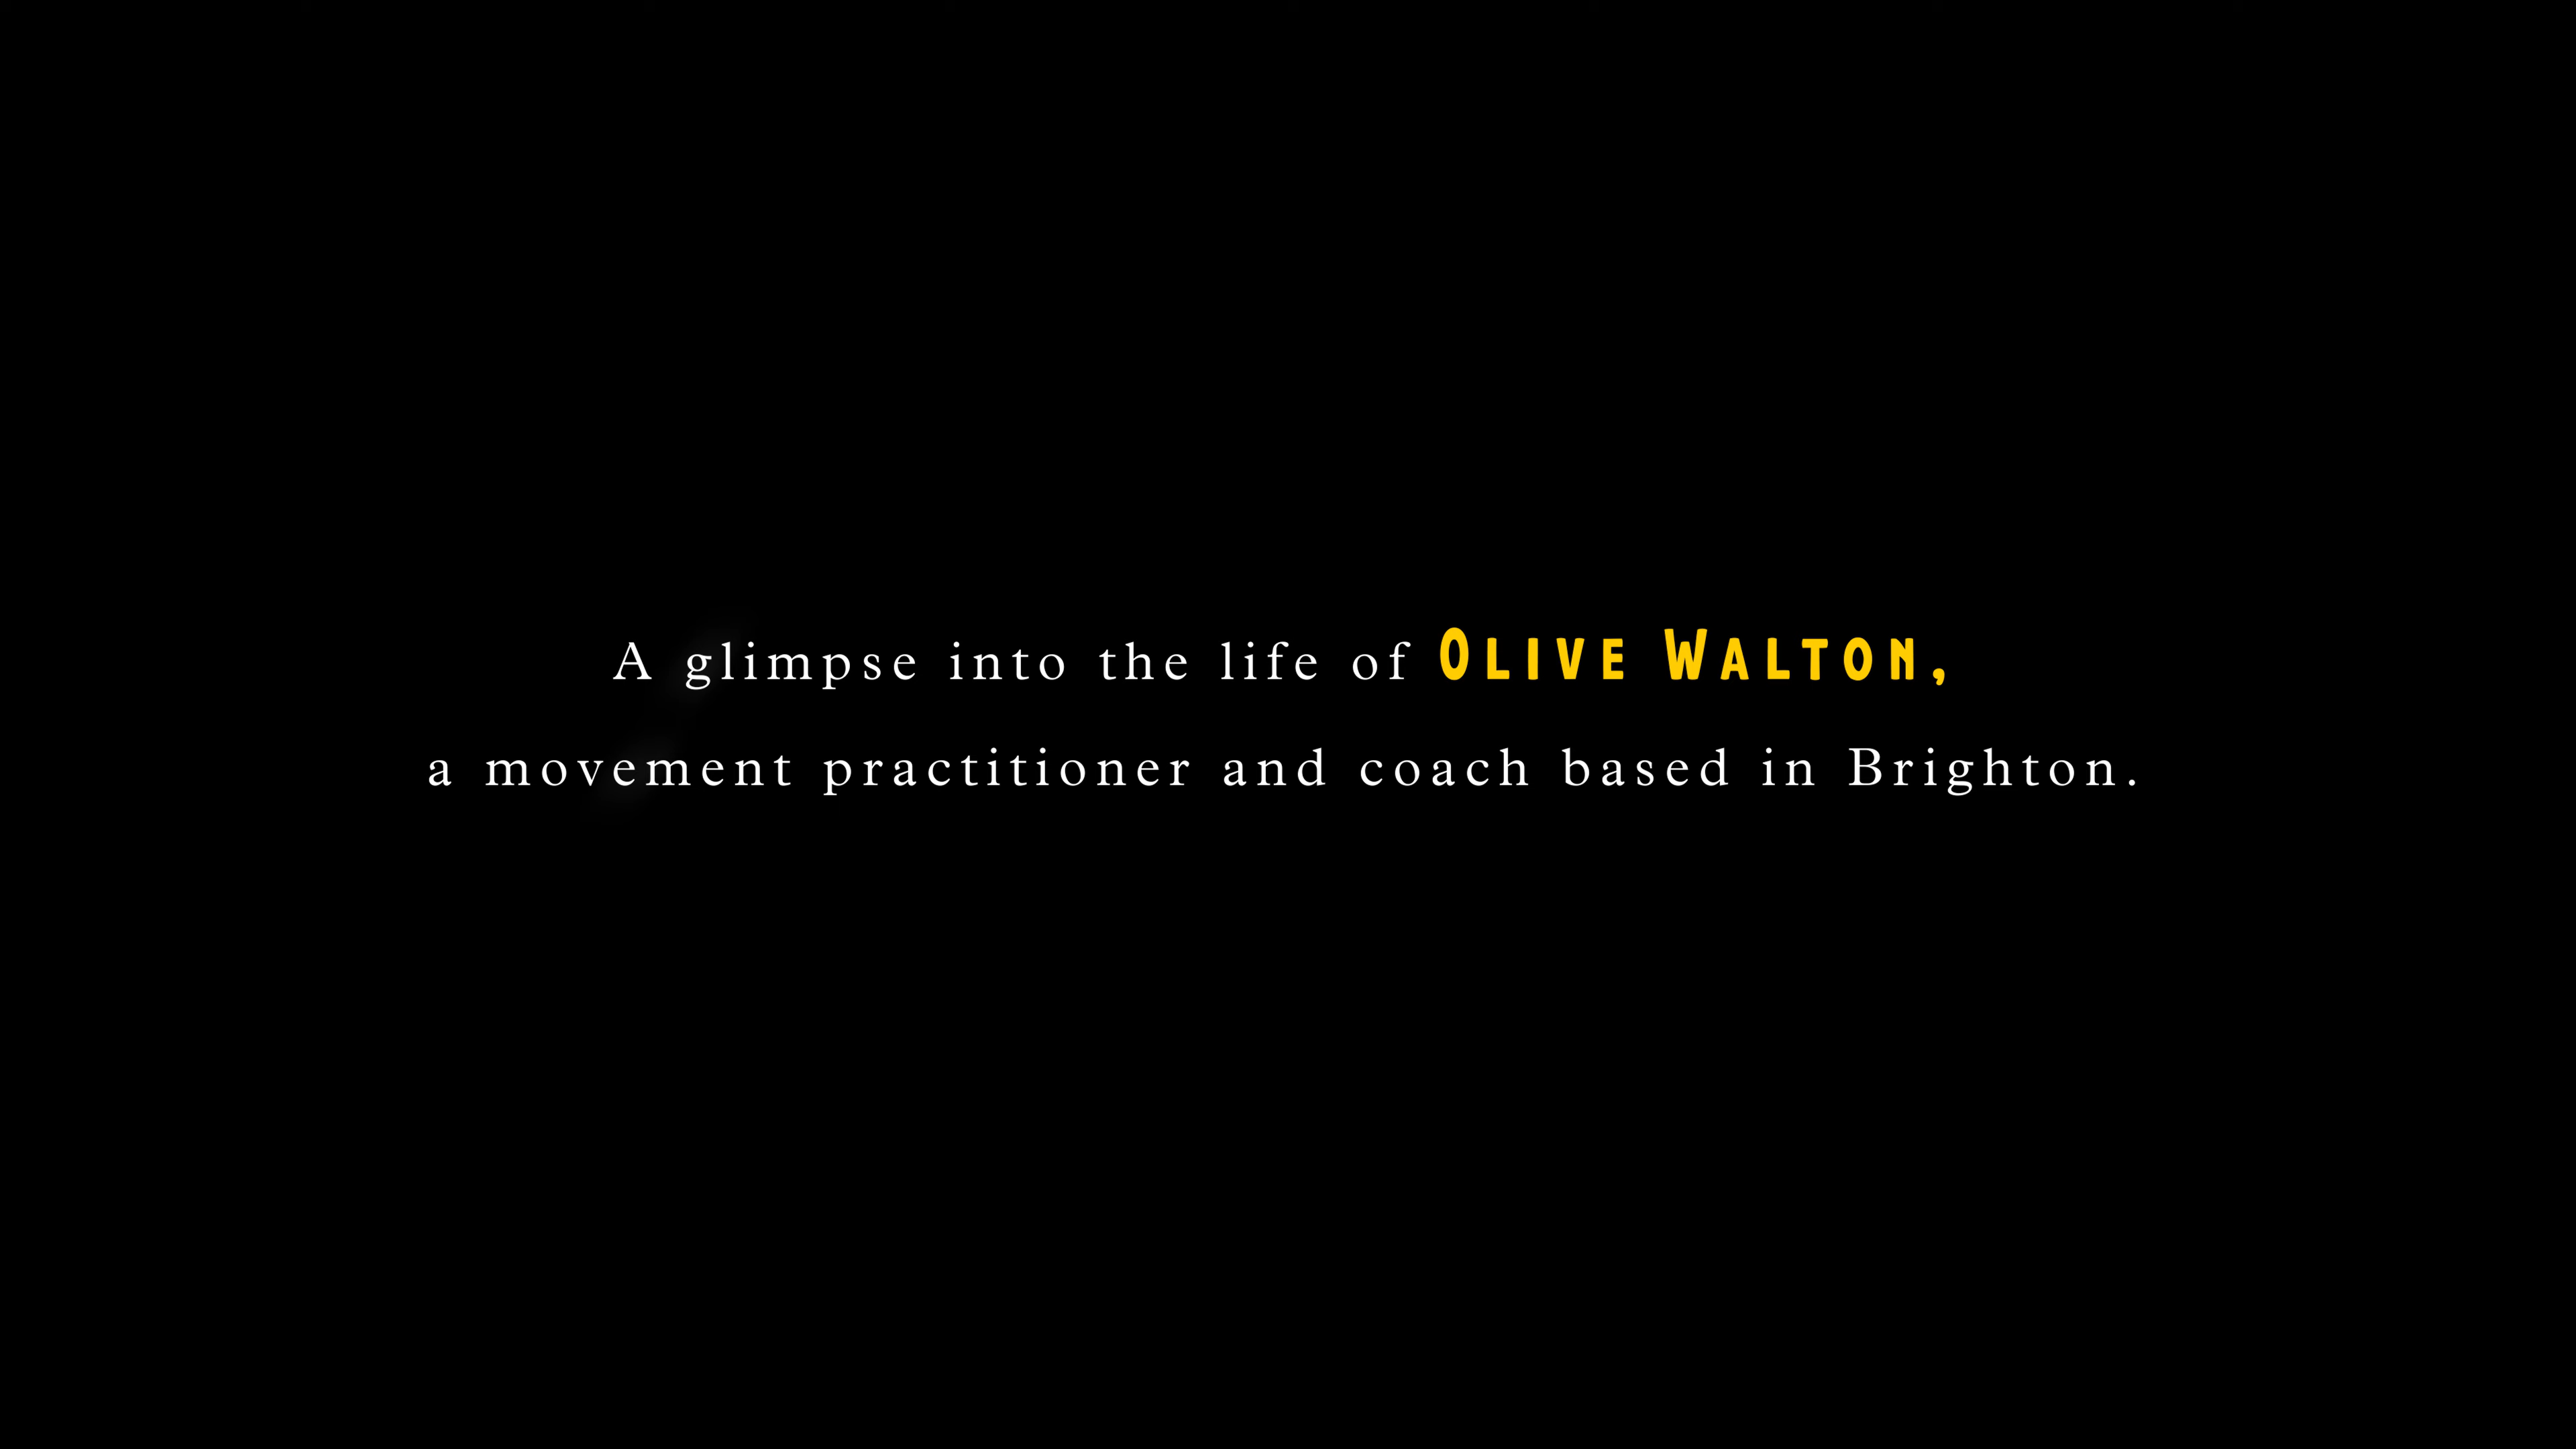 A glimpse into the life of OLIVE WALTON,
a movement practitioner and coach based in Brighton.